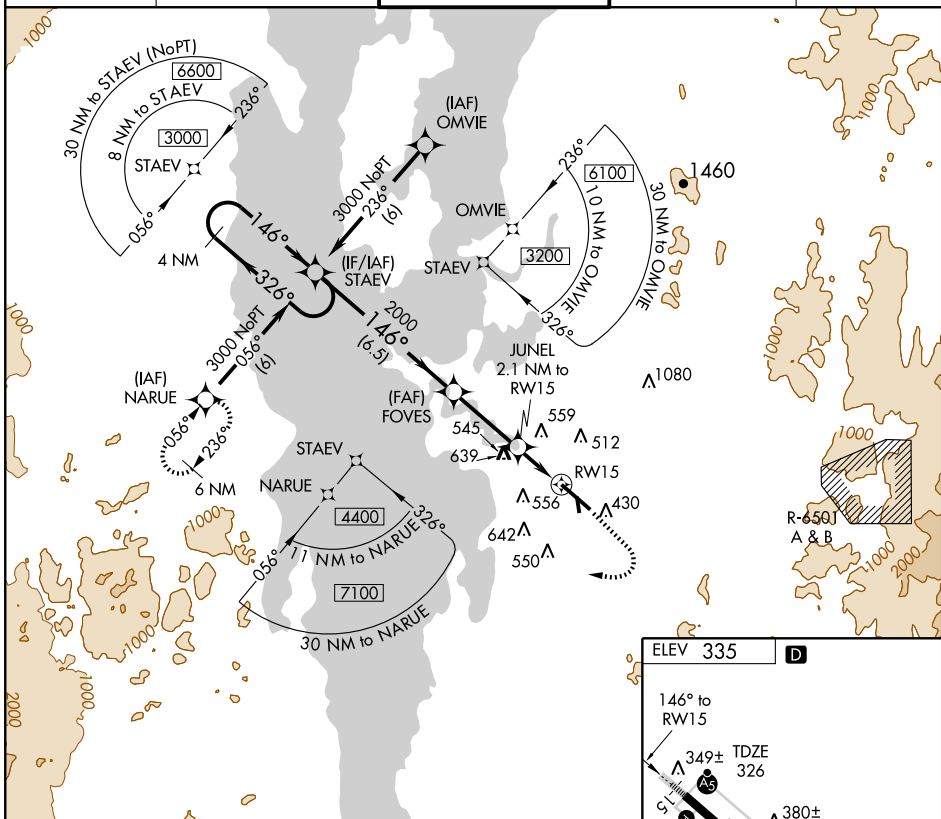 1000
30 NM to STAEV (NoPT)
6600
8 NM to STAEV
236°
3000
STAEV
056°
(IAF)
OMVIE
3000 NoPT
236°
(6)
236°
6100
1460
1000
OMVIE
10 NM to OMVIE
30 NM to OMVIE
3200
STAEV
326°
146°
4 NM
326°
(IF/IAF)
STAEV
2000
146°
(6.5)
1000
3000 NoPT
056°
(6)
(IAF)
NARUE
056°
236°
6 NM
JUNEL
2.1 NM to
RW15
(FAF)
FOVES
1080
1000
545
559
639
512
RW15
556
430
642
550
1000
R-6501
A & B
1000
2000
STAEV
NARUE
4400
326°
056°
11 NM to NARUE
7100
30 NM to NARUE
1000
1000
1000
2000
ELEV 335
D
146° to
RW15
349±
TDZE
326
A5
15
380±